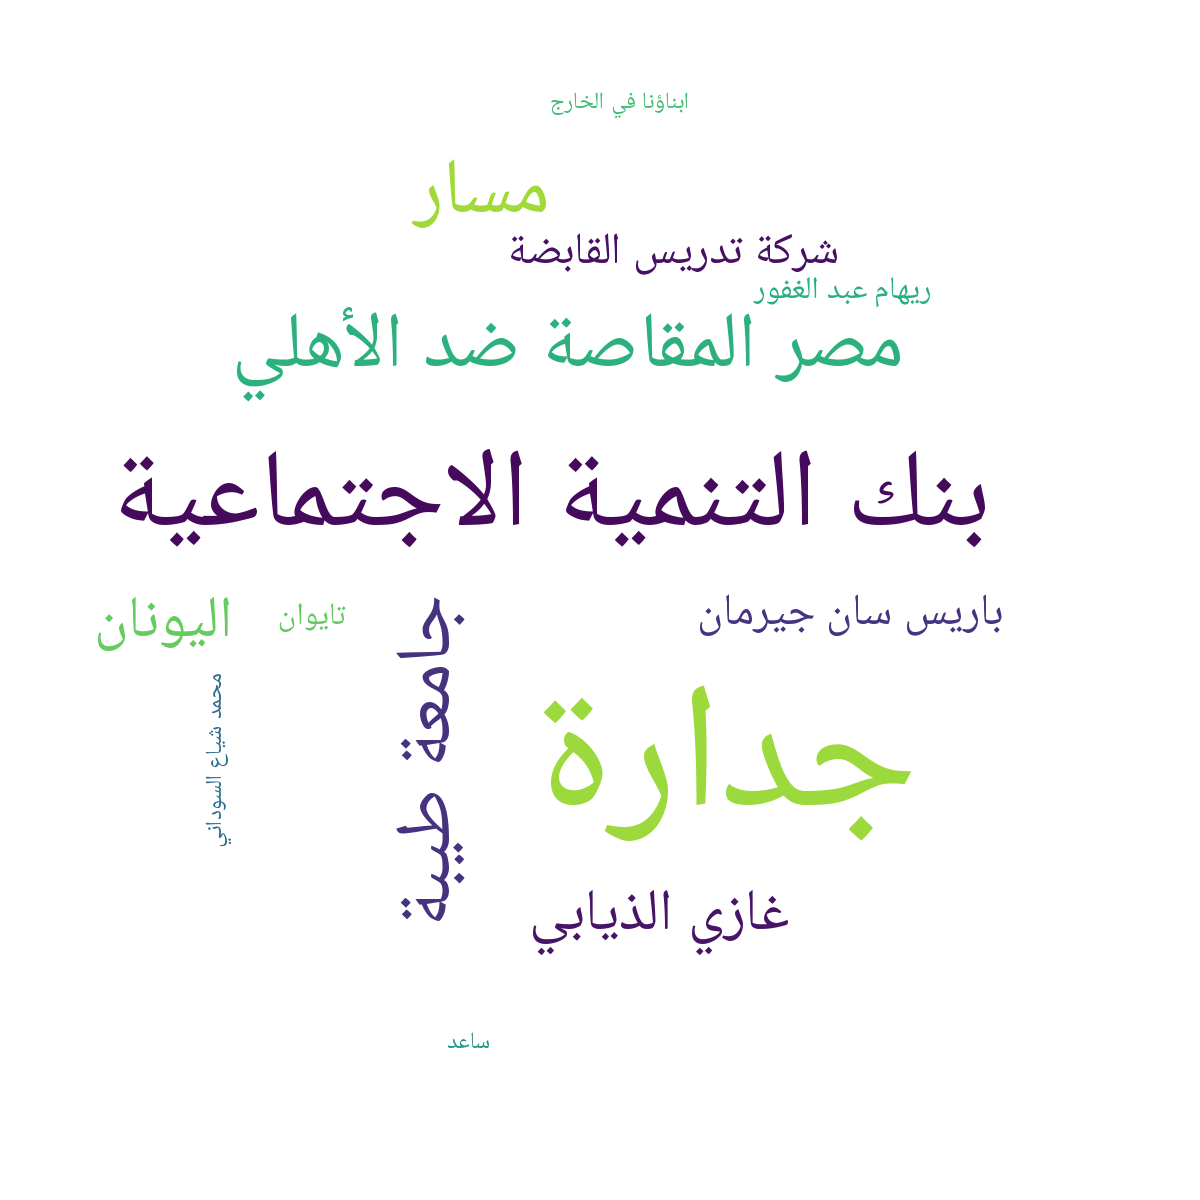 ابناؤنا في الخارج
مسار
شركة تدريس القابضة
ريهام عبد الغفور
مصر المقاصة ضد الأهلي
بنك التنمية الاجتماعية
باريس سان جيرمان
جامعة طيبة
تايوان
اليونان
محمد شياع السوداني
جدارة
غازي الذيابي
ساعد